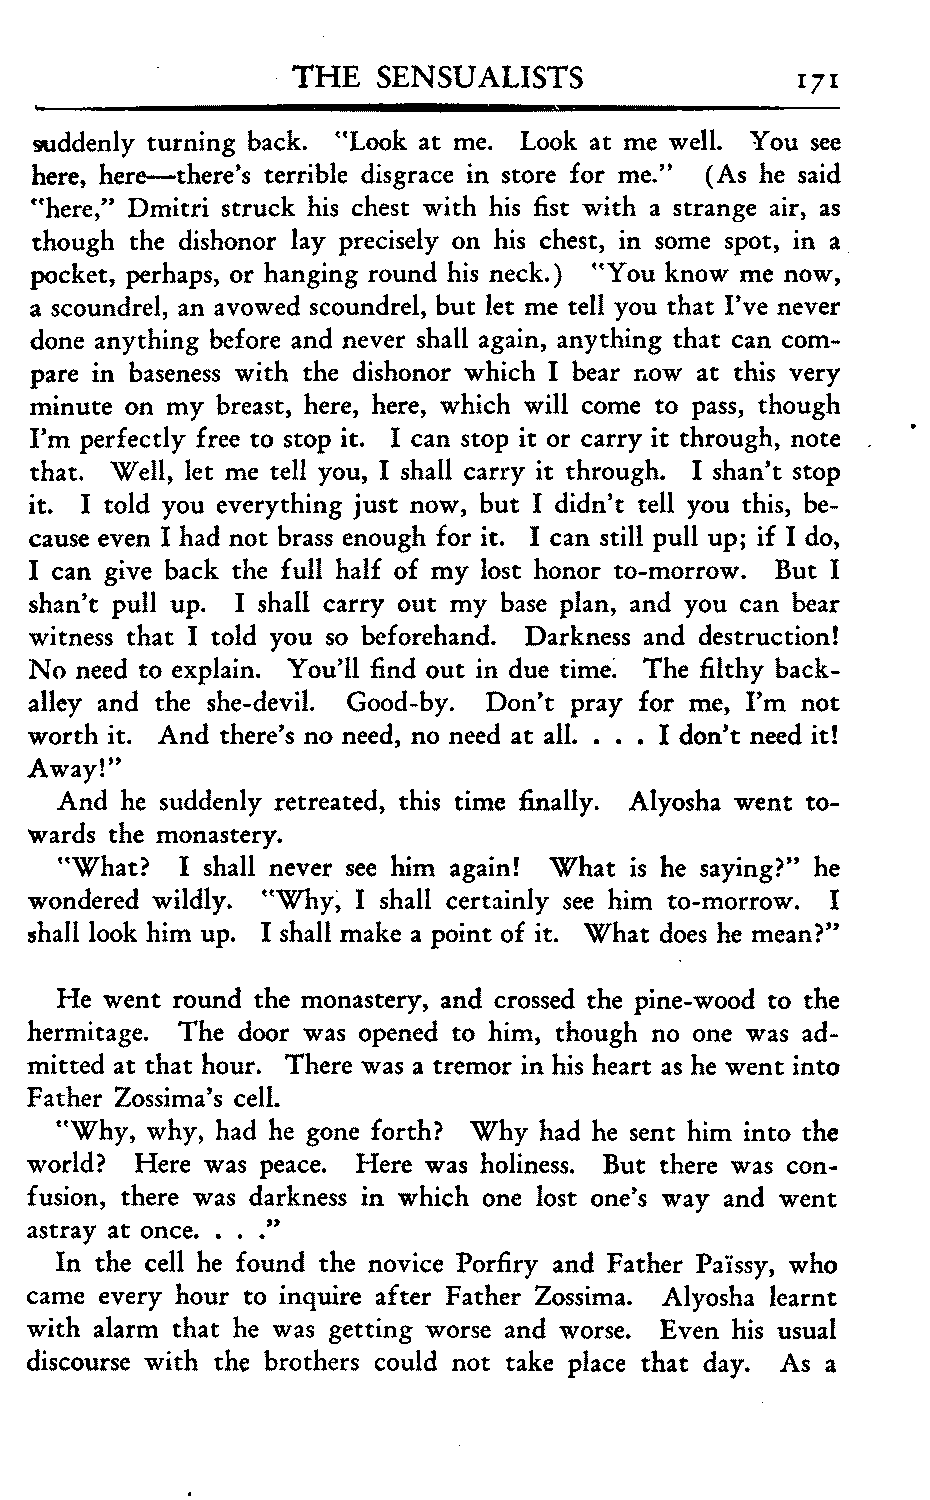 THE SENSUALISTS 171
suddenly turning back. "Look at me. Look at me well. You see
here, here—there's terrible disgrace in store for me." (As he said
"here," Dmitri struck his chest with his fist with a strange air, as
though the dishonor lay precisely on his chest, in some spot, in a
pocket, perhaps, or hanging round his neck.) "You know me now,
a scoundrel, an avowed scoundrel, but let me tell you that I've never
done anything before and never shall again, anything that can com-
pare in baseness with the dishonor which I bear now at this very
minute on my breast, here, here, which will come to pass, though
I'm perfectly free to stop it. I can stop it or carry it through, note
that. Well, let me tell you, I shall carry it through. I shan't stop
it. I told you everything just now, but I didn't tell you this, be-
cause even I had not brass enough for it. I can still pull up; if I do,
I can give back the full half of my lost honor to-morrow. But I
shan't pull up. I shall carry out my base plan, and you can bear
witness that I told you so beforehand. Darkness and destruction!
No need to explain. You'll find out in due time. The filthy back-
alley and the she-devil. Good-by. Don't pray for me, I'm not
worth it. And there's no need, no need at all. . . . I don't need it!
Away!"
And he suddenly retreated, this time finally. Alyosha went to-
wards the monastery.
"What? I shall never see him again! What is he saying?" he
wondered wildly. "Why, I shall certainly see him to-morrow. I
shall look him up. I shall make a point of it. What does he mean?"
He went round the monastery, and crossed the pine-wood to the
hermitage. The door was opened to him, though no one was ad-
mitted at that hour. There was a tremor in his heart as he went into
Father Zossima's cell.
"Why, why, had he gone forth? Why had he sent him into the
world? Here was peace. Here was holiness. But there was con-
fusion, there was darkness in which one lost one's way and went
astray at once. . . ."
In the cell he found the novice Porfiry and Father Païssy, who
came every hour to inquire after Father Zossima. Alyosha learnt
with alarm that he was getting worse and worse. Even his usual
discourse with the brothers could not take place that day. As a